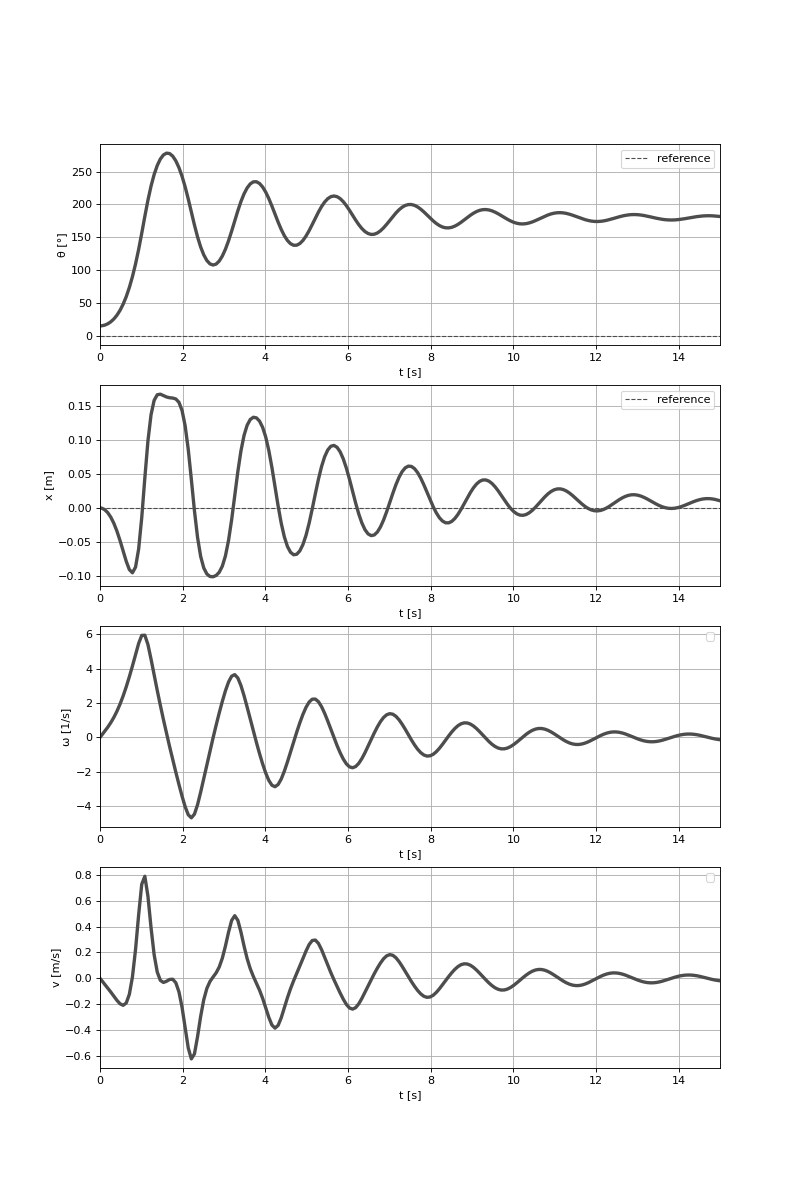 250
200
150
100
50
0
θ [°]
reference
0 2 4 6 8 10 12 14
t [s]
0.15
0.10
0.05
0.00
−0.05
−0.10
x [m]
reference
0 2 4 6 8 10 12 14
t [s]
6
4
2
0
−2
−4
ω [1/s]
0 2 4 6 8 10 12 14
t [s]
0.8
0.6
0.4
0.2
0.0
−0.2
−0.4
−0.6
v [m/s]
0 2 4 6 8 10 12 14
t [s]